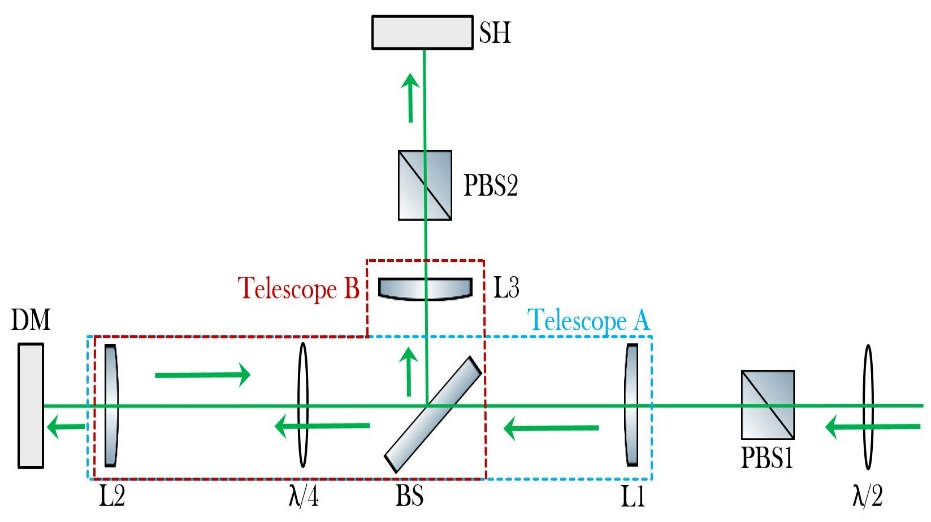 SH
PBS2
Telescope B
L3
DM
Telescope A
PBS1
L2
λ/4
BS
L1
λ/2